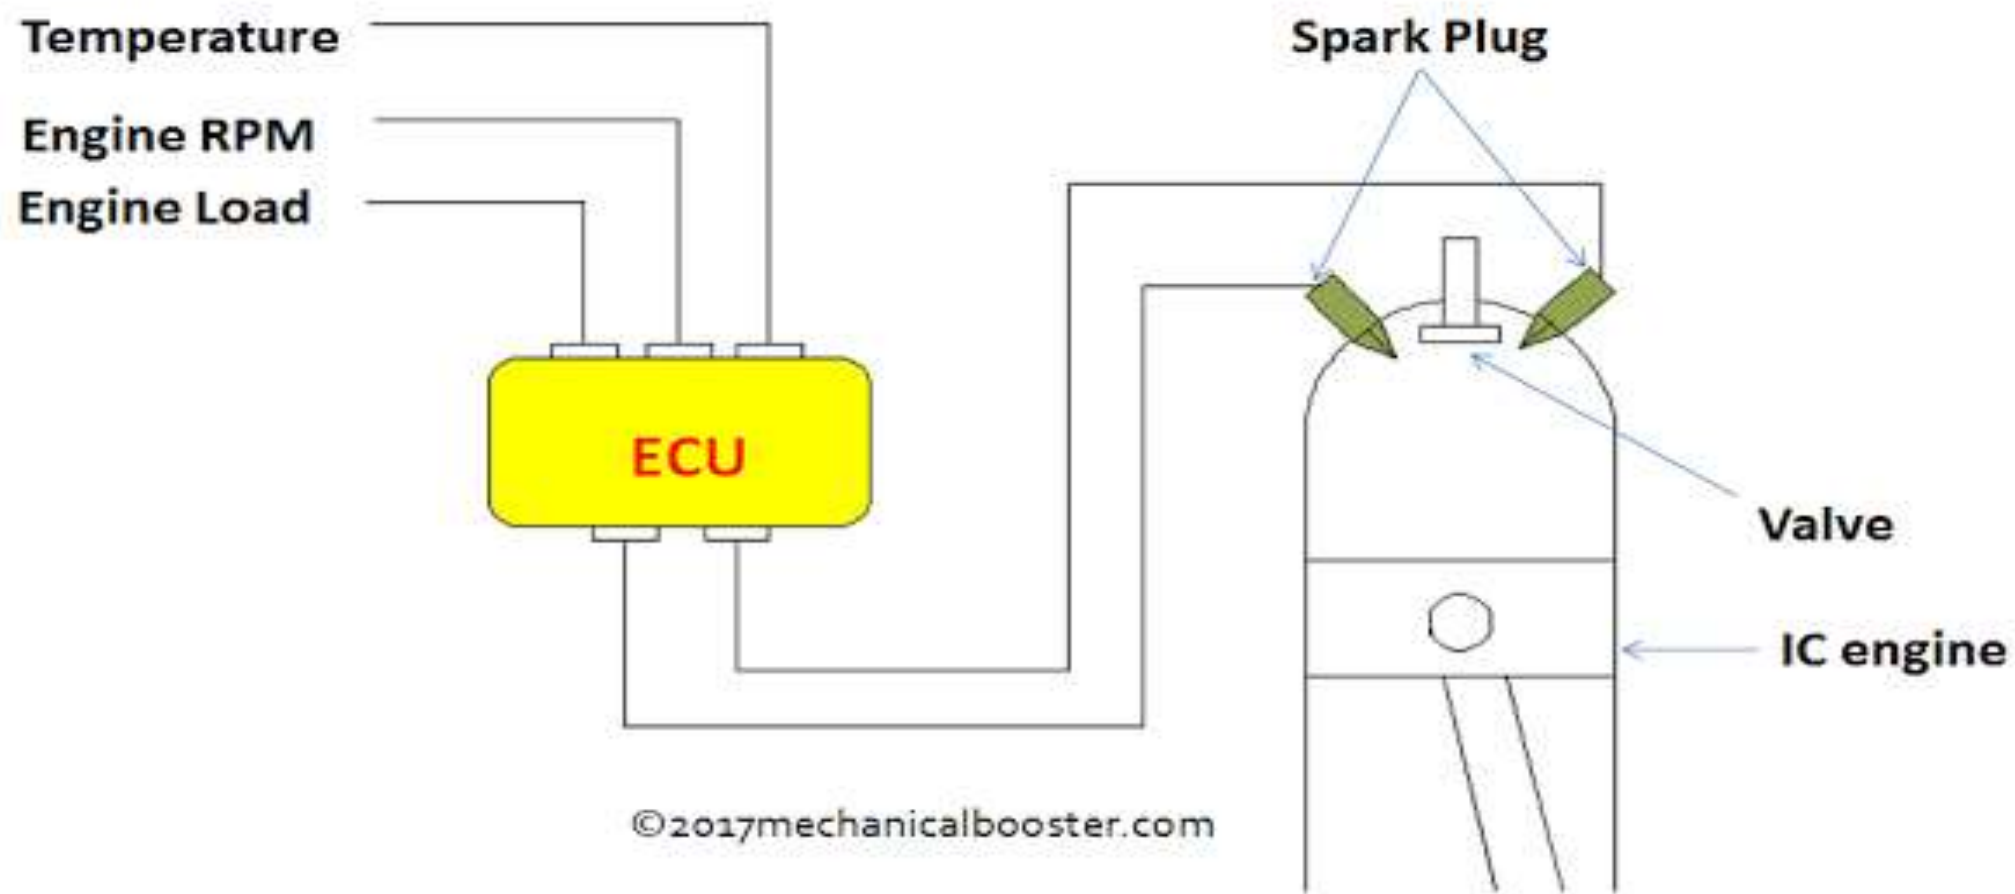 Temperature
Spark Plug
Engine RPM
Engine Load
ECU
Valve
IC engine
©2017mechanicalbooster.com